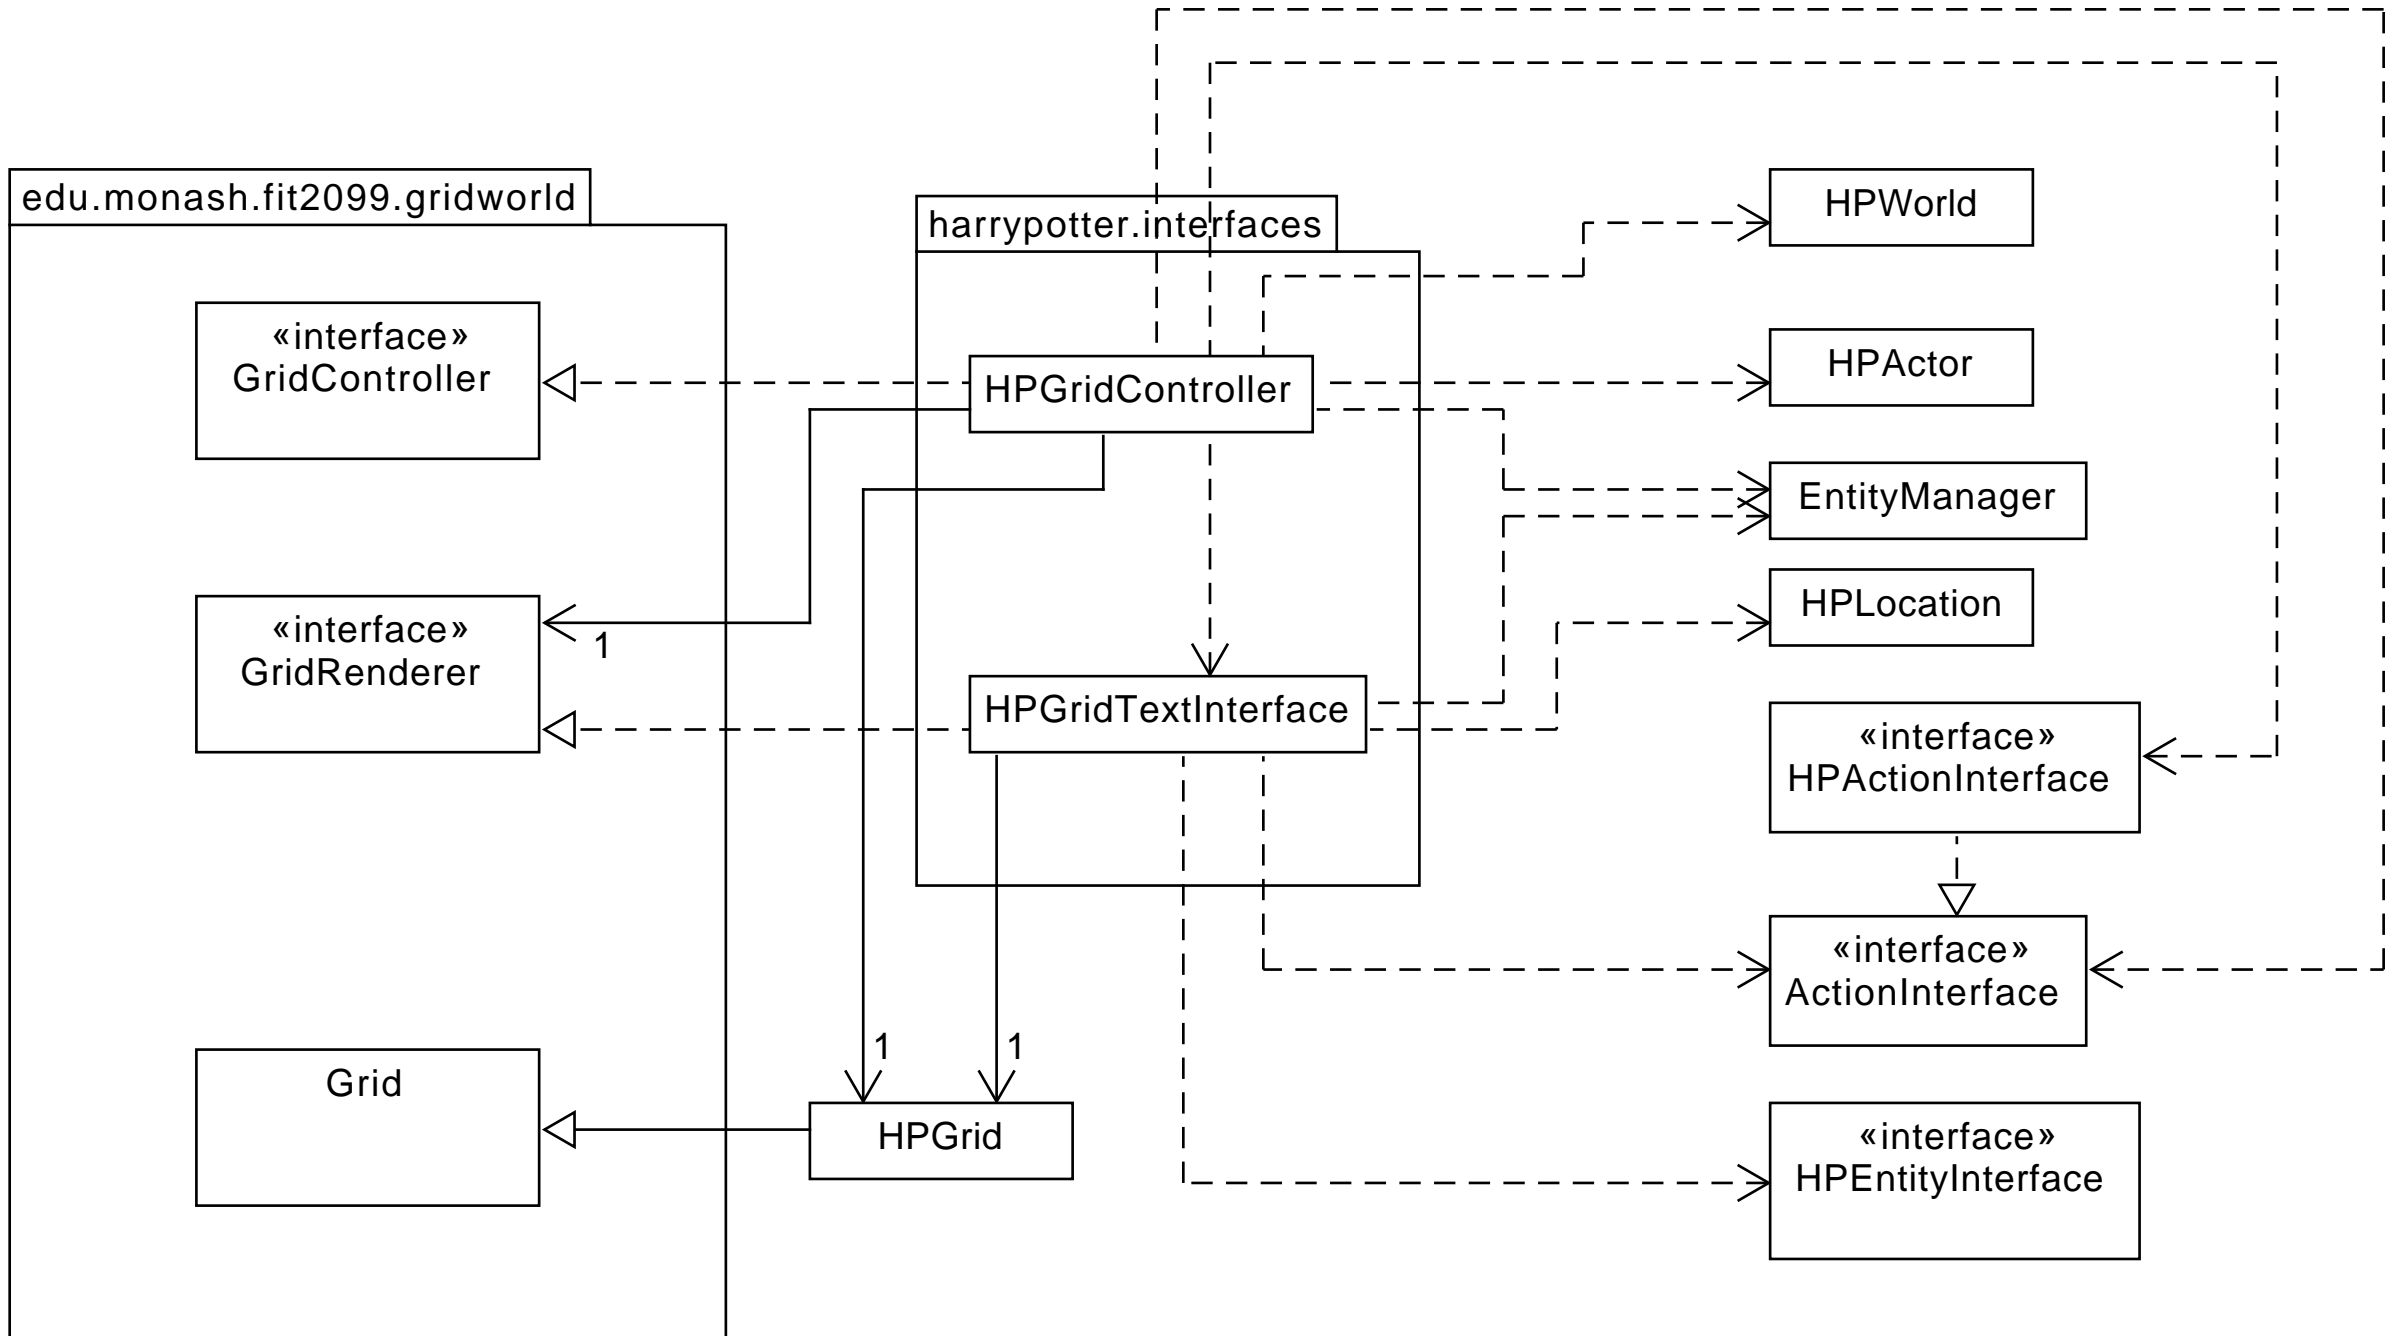 edu.monash.fit2099.gridworld
«interface»
GridController
«interface»
GridRenderer
1
Grid
harrypotter.interfaces
HPGridController
HPGridTextInterface
1
1
HPGrid
HPWorld
HPActor
EntityManager
HPLocation
«interface»
HPActionInterface
«interface»
ActionInterface
«interface»
HPEntityInterface